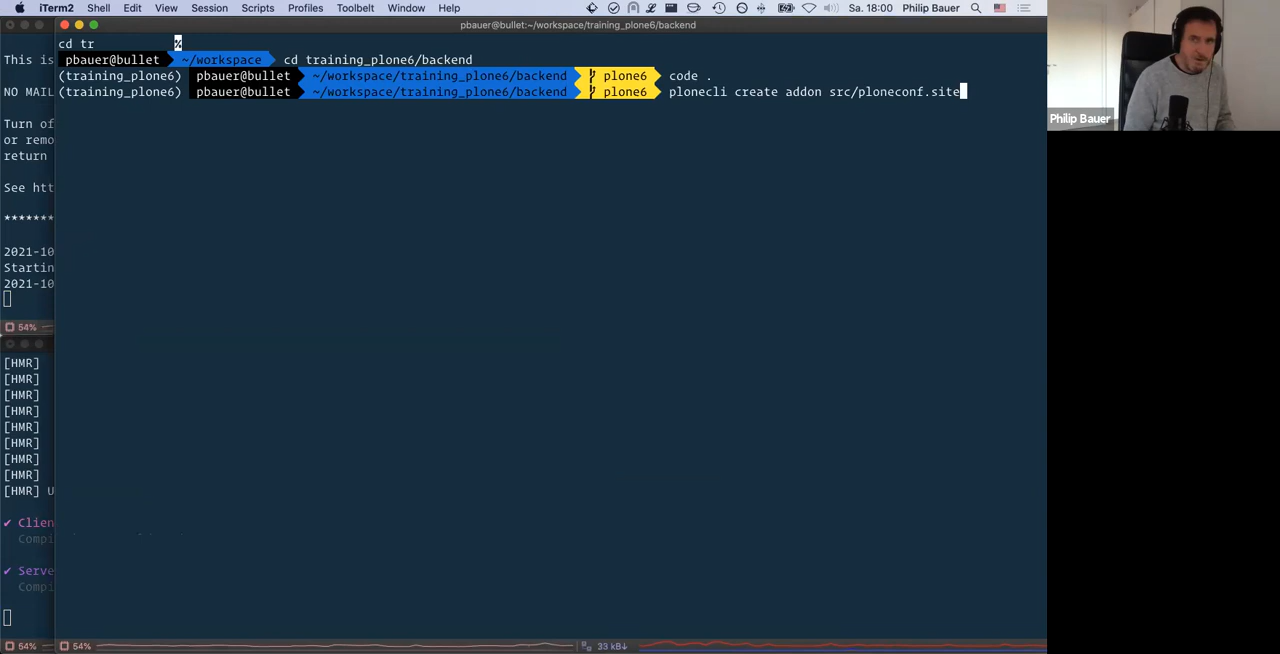 iTerm2 Shell Edit View Session Scripts Profiles Toolbelt Window Help Sa. 18:00 Philip Bauer
pbauer@bullet:~/workspace/training_plone6/backend
cd tr %
pbauer@bullet ~/workspace cd training_plone6/backend
(training_plone6) pbauer@bullet ~/workspace/training_plone6/backend plone6 code .
(training_plone6) pbauer@bullet ~/workspace/training_plone6/backend plone6 plonecli create addon src/ploneconf.site
This is
NO MAIL
Turn of
or remo
return
See htt
*******
2021-10
Startin
2021-10
54%
[HMR]
[HMR]
[HMR]
[HMR]
[HMR]
[HMR]
[HMR]
[HMR]
[HMR] U
✔ Clien
Compi
✔ Serve
Compi
54% 54% 33 kB↓
Philip Bauer